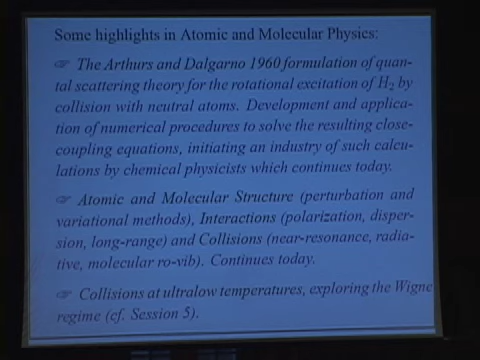 Some highlights in Atomic and Molecular Physics:
☞ The Arthurs and Dalgarno 1960 formulation of quan-
tal scattering theory for the rotational excitation of H₂ by
collision with neutral atoms. Development and applica-
tion of numerical procedures to solve the resulting close-
coupling equations, initiating an industry of such calcu-
lations by chemical physicists which continues today.
☞ Atomic and Molecular Structure (perturbation and
variational methods), Interactions (polarization, disper-
sion, long-range) and Collisions (near-resonance, radia-
tive, molecular ro-vib). Continues today.
☞ Collisions at ultralow temperatures, exploring the Wigne
regime (cf. Session 5).